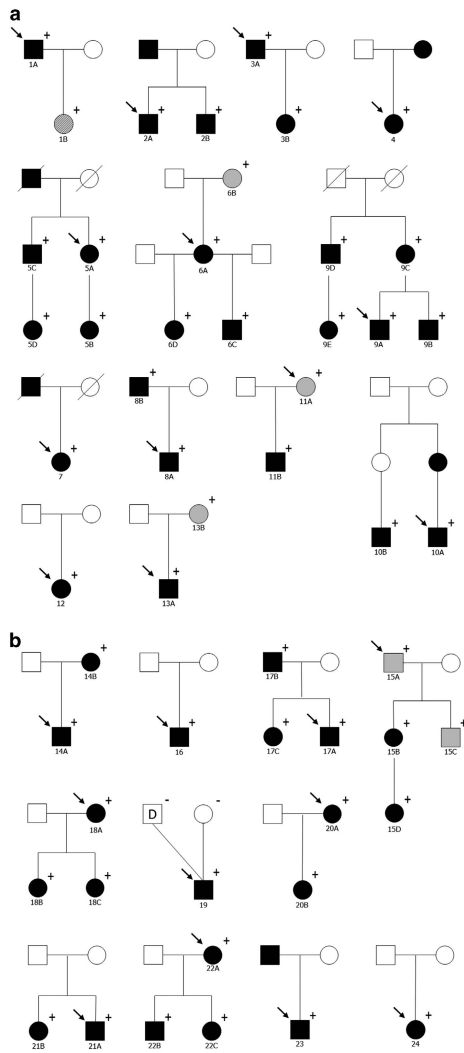 a
+ + 
1A 3A
+ + + + +
1B 2A 2B 3B 4
+
6B
+ + + + +
5C 5A 6A 9D 9C
+ + + + + + +
5D 5B 6D 6C 9E 9A 9B
+ +
8B 11A
+ + +
7 8A 11B
+
13B
+ +
10B 10A
+ +
12 13A
b
+ + +
14B 17B 15A
+ + + + + +
14A 16 17C 17A 15B 15C
+ D - - + +
18A 20A 15D
+ + + +
18B 18C 19 20B
+
22A
+ + + + + +
21B 21A 22B 22C 23 24